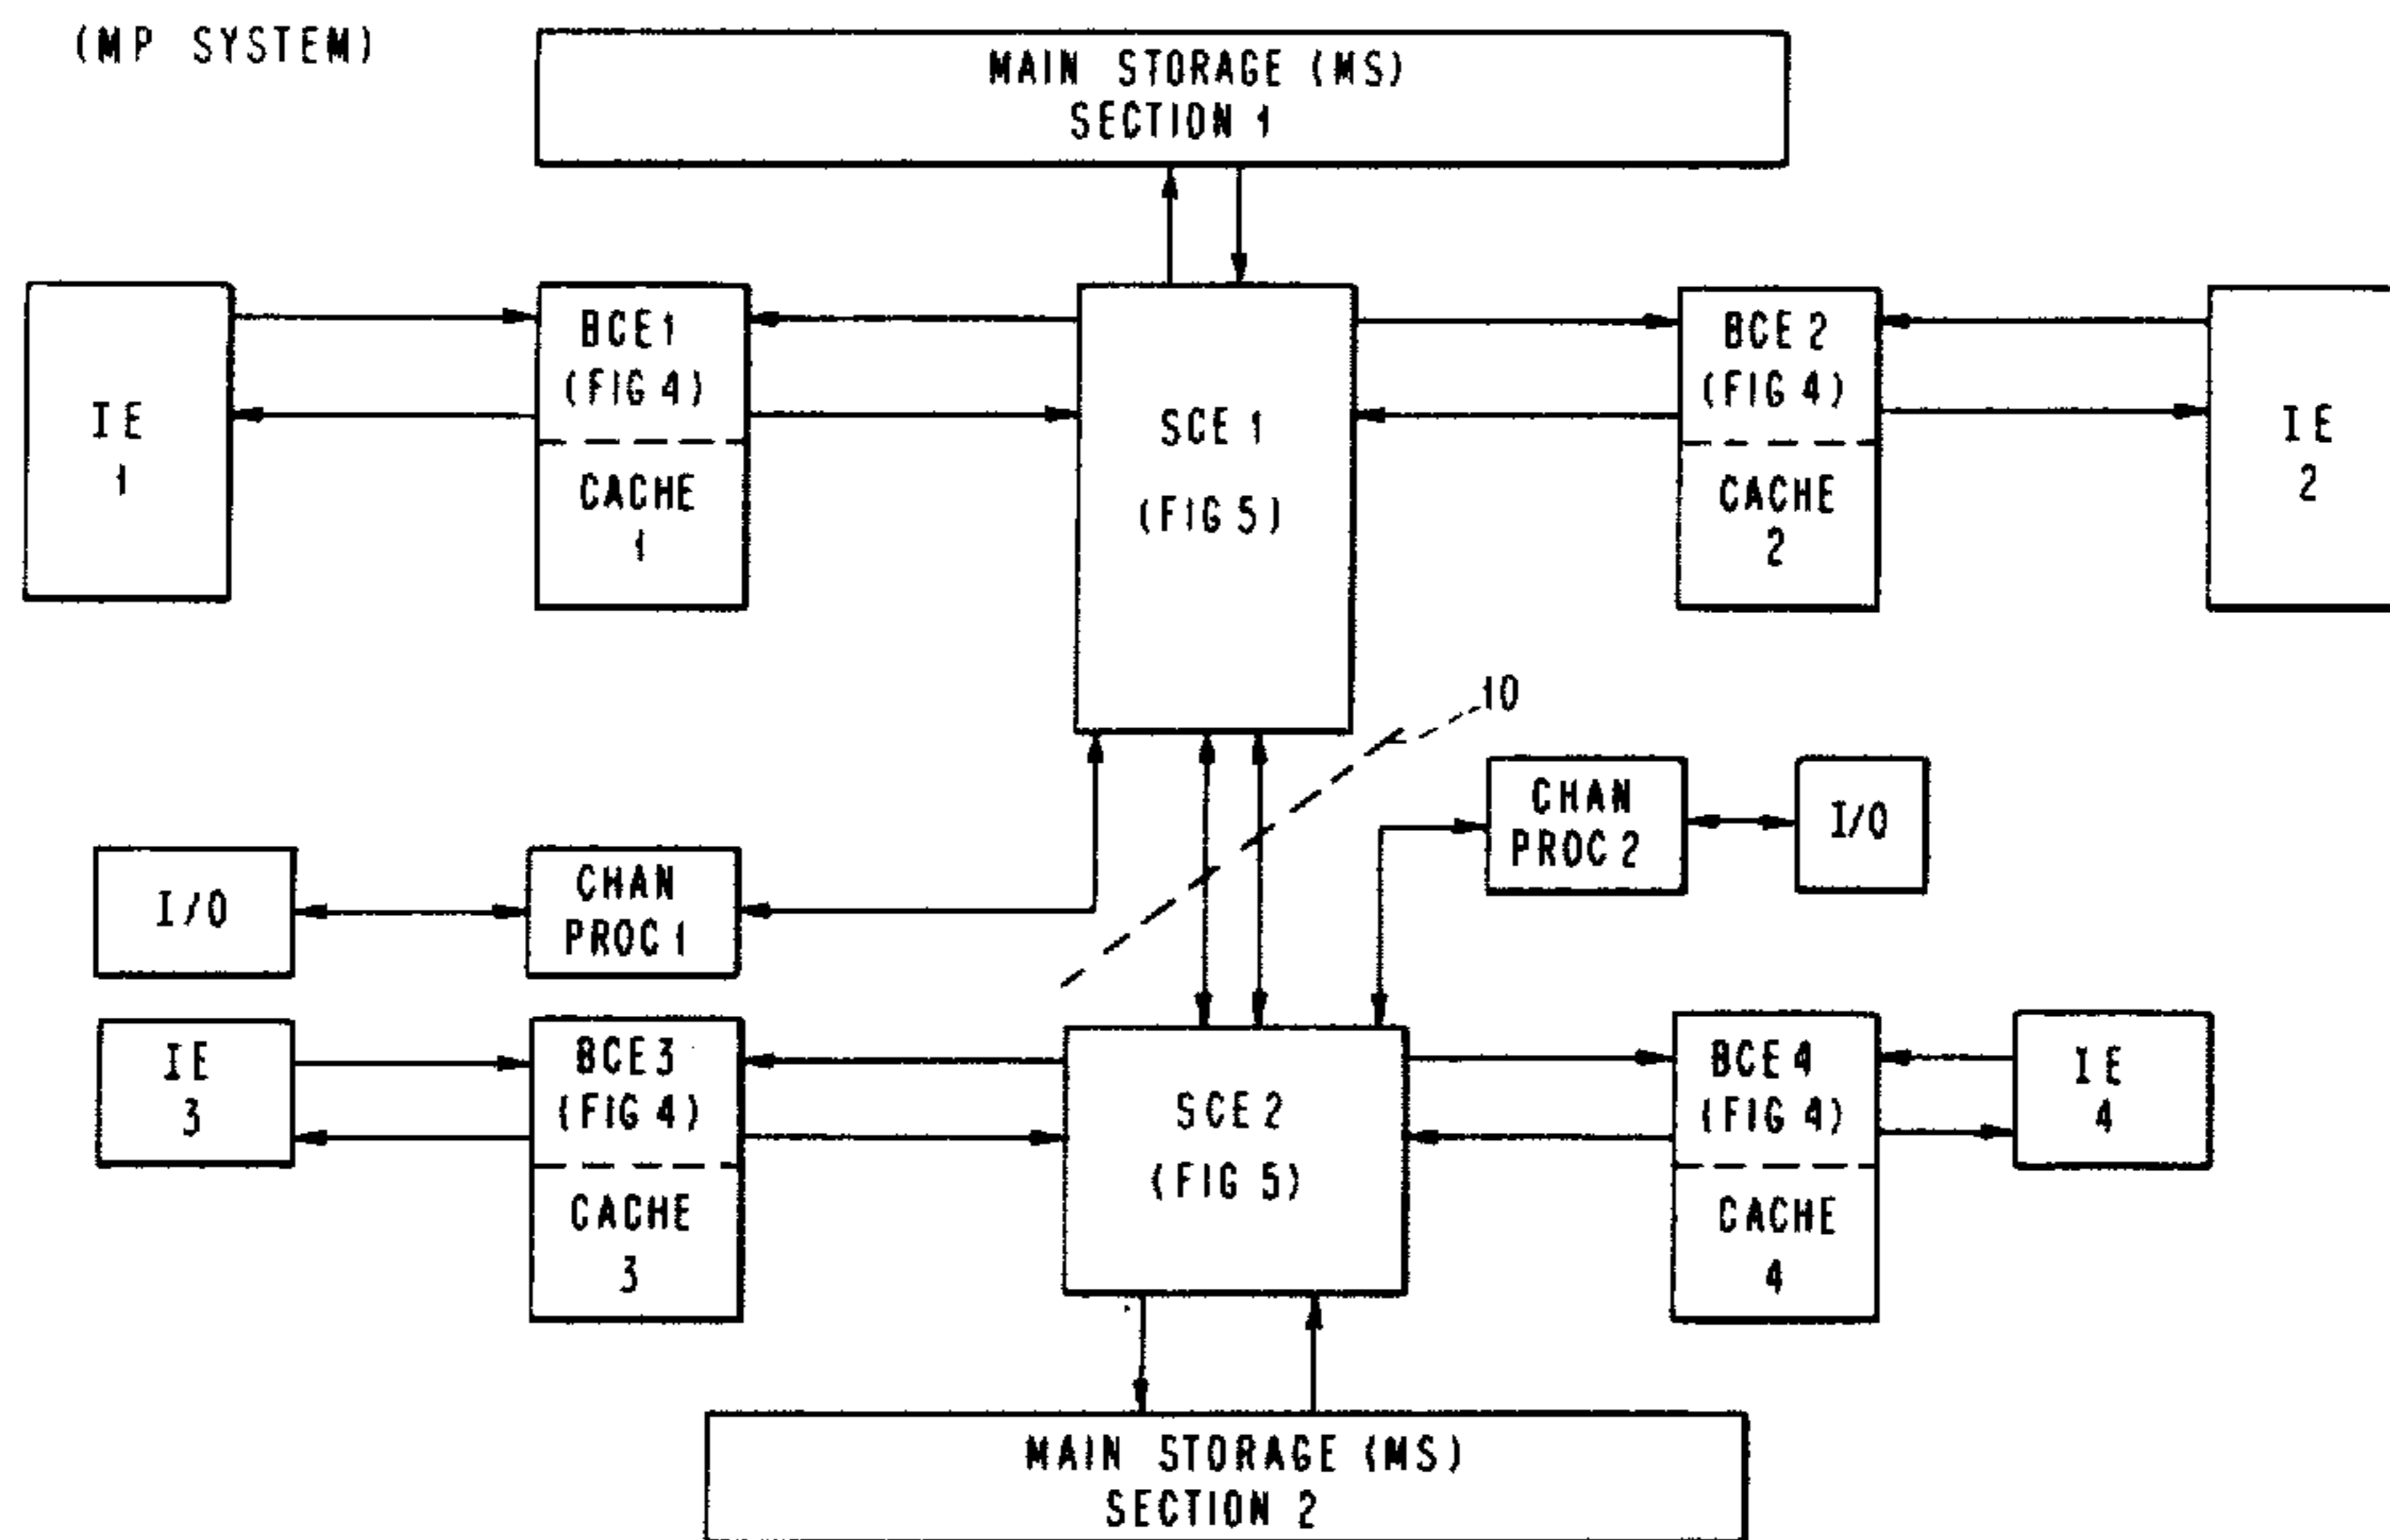 (MP SYSTEM)
MAIN STORAGE (MS)
SECTION 1
IE
1
BCE1
(FIG 4)
CACHE
1
SCE 1
(FIG 5)
BCE 2
(FIG 4)
CACHE
2
IE
2
10
I/O
CHAN
PROC 1
CHAN
PROC 2
I/O
IE
3
BCE3
(FIG 4)
CACHE
3
SCE2
(FIG 5)
BCE4
(FIG 4)
CACHE
4
IE
4
MAIN STORAGE (MS)
SECTION 2